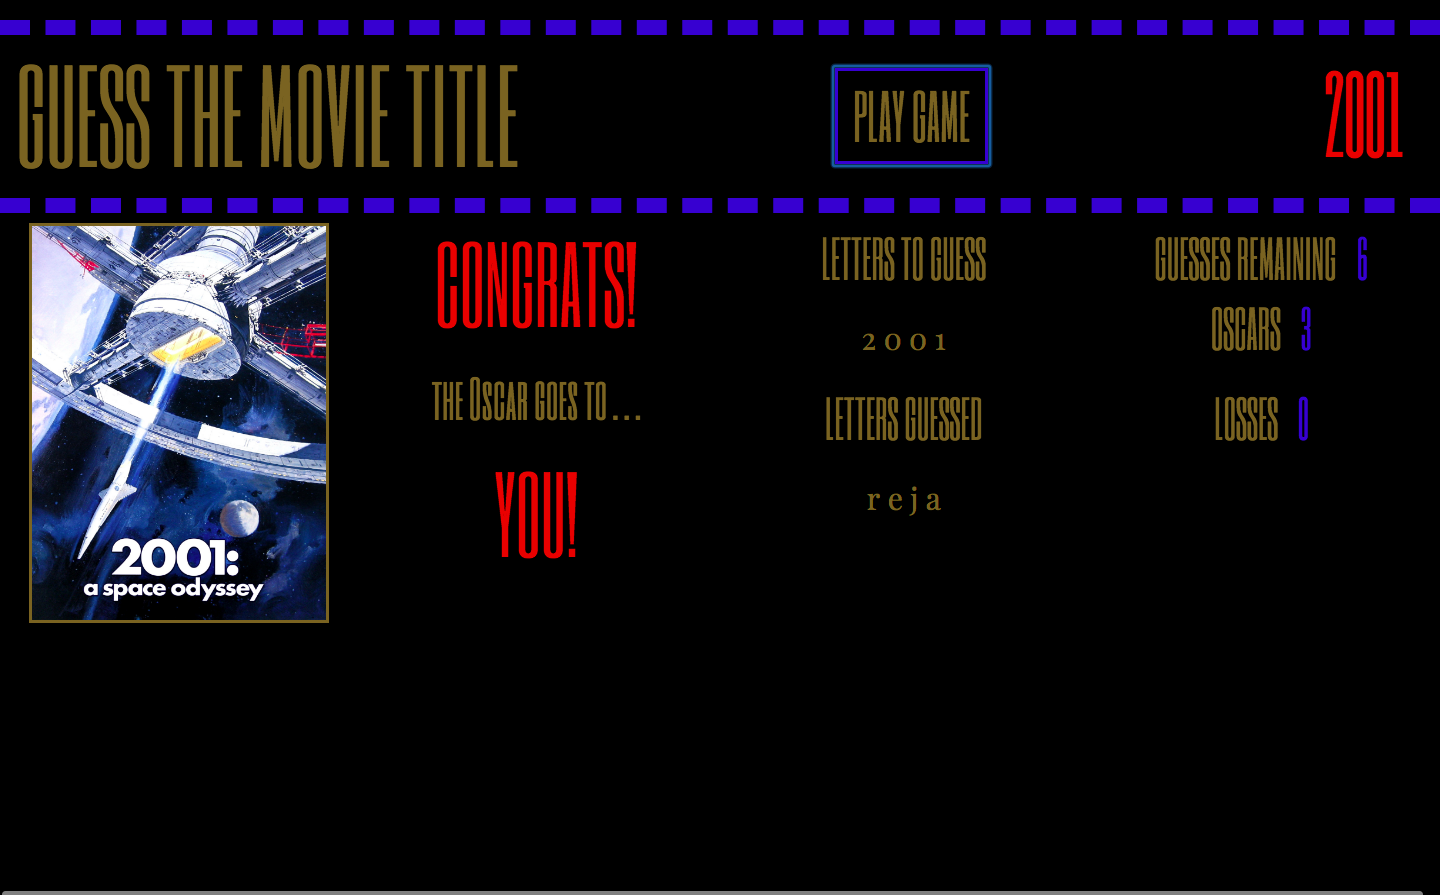 GUESS THE MOVIE TITLE
PLAY GAME
2001
2001:
a space odyssey
CONGRATS!
THE OSCAR GOES TO...
YOU!
LETTERS TO GUESS
2 0 0 1
LETTERS GUESSED
r e j a
GUESSES REMAINING 6
OSCARS 3
LOSSES 0